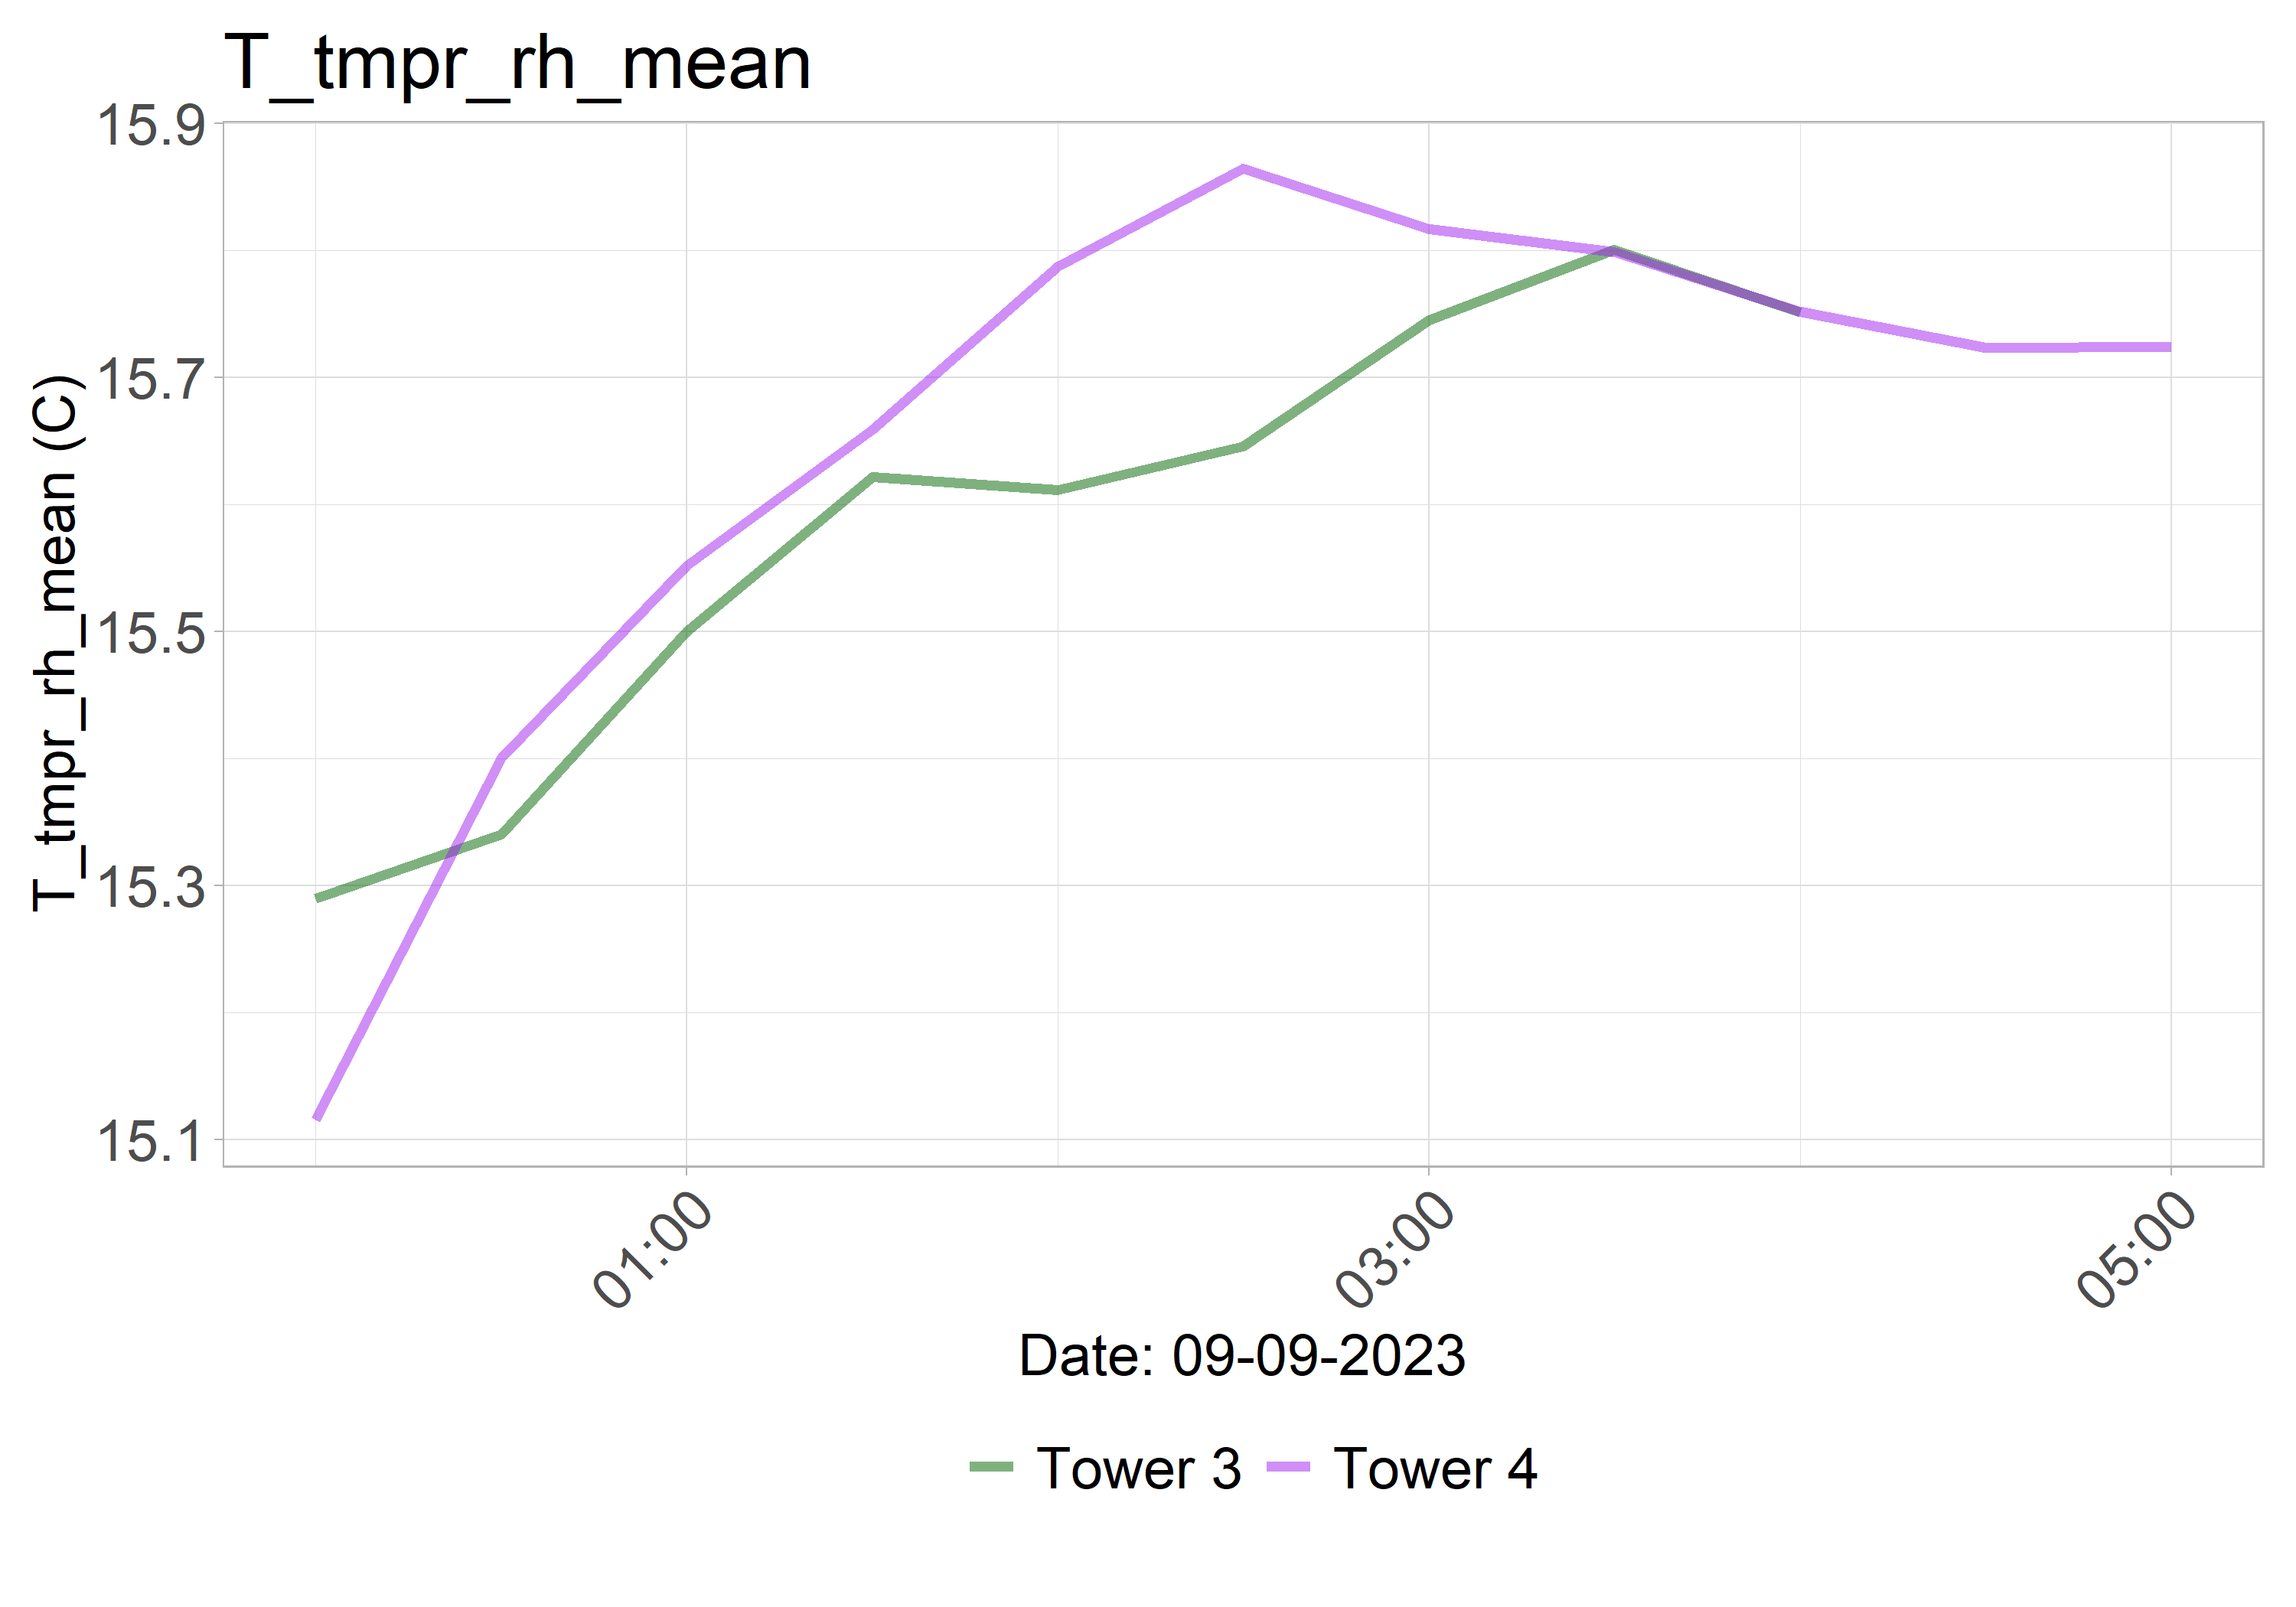 T_tmpr_rh_mean
T_tmpr_rh_mean (C)
15.9
15.7
15.5
15.3
15.1
01:00
03:00
05:00
Date: 09-09-2023
Tower 3
Tower 4